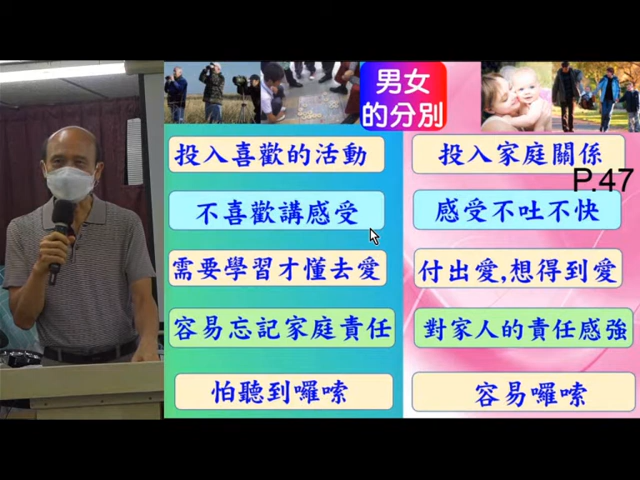 男女
的分別
投入喜歡的活動
投入家庭關係
P.47
不喜歡講感受
感受不吐不快
需要學習才懂去愛
付出愛,想得到愛
容易忘記家庭責任
對家人的責任感強
怕聽到囉嗦
容易囉嗦